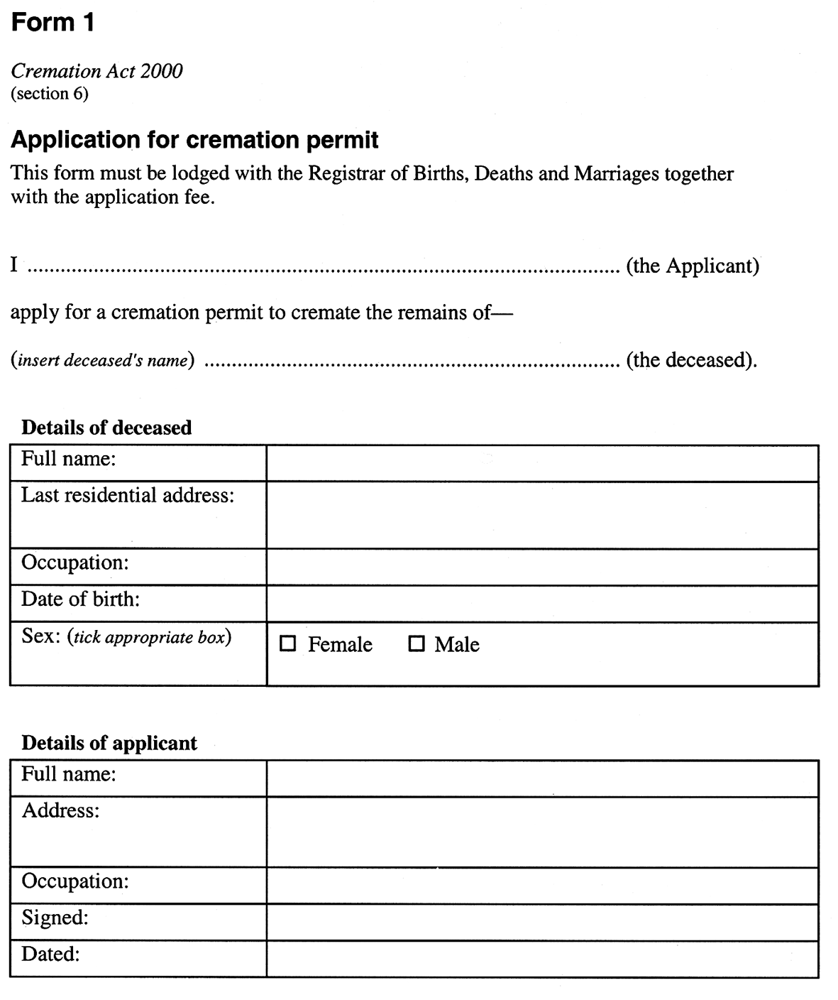 Form 1
Cremation Act 2000
(section 6)
Application for cremation permit
This form must be lodged with the Registrar of Births, Deaths and Marriages together
with the application fee.
I ........................................................................................................... (the Applicant)
apply for a cremation permit to cremate the remains of—
(insert deceased's name) ........................................................................... (the deceased).
Details of deceased
Full name:
Last residential address:
Occupation:
Date of birth:
Sex: (tick appropriate box) ☐ Female ☐ Male
Details of applicant
Full name:
Address:
Occupation:
Signed:
Dated: